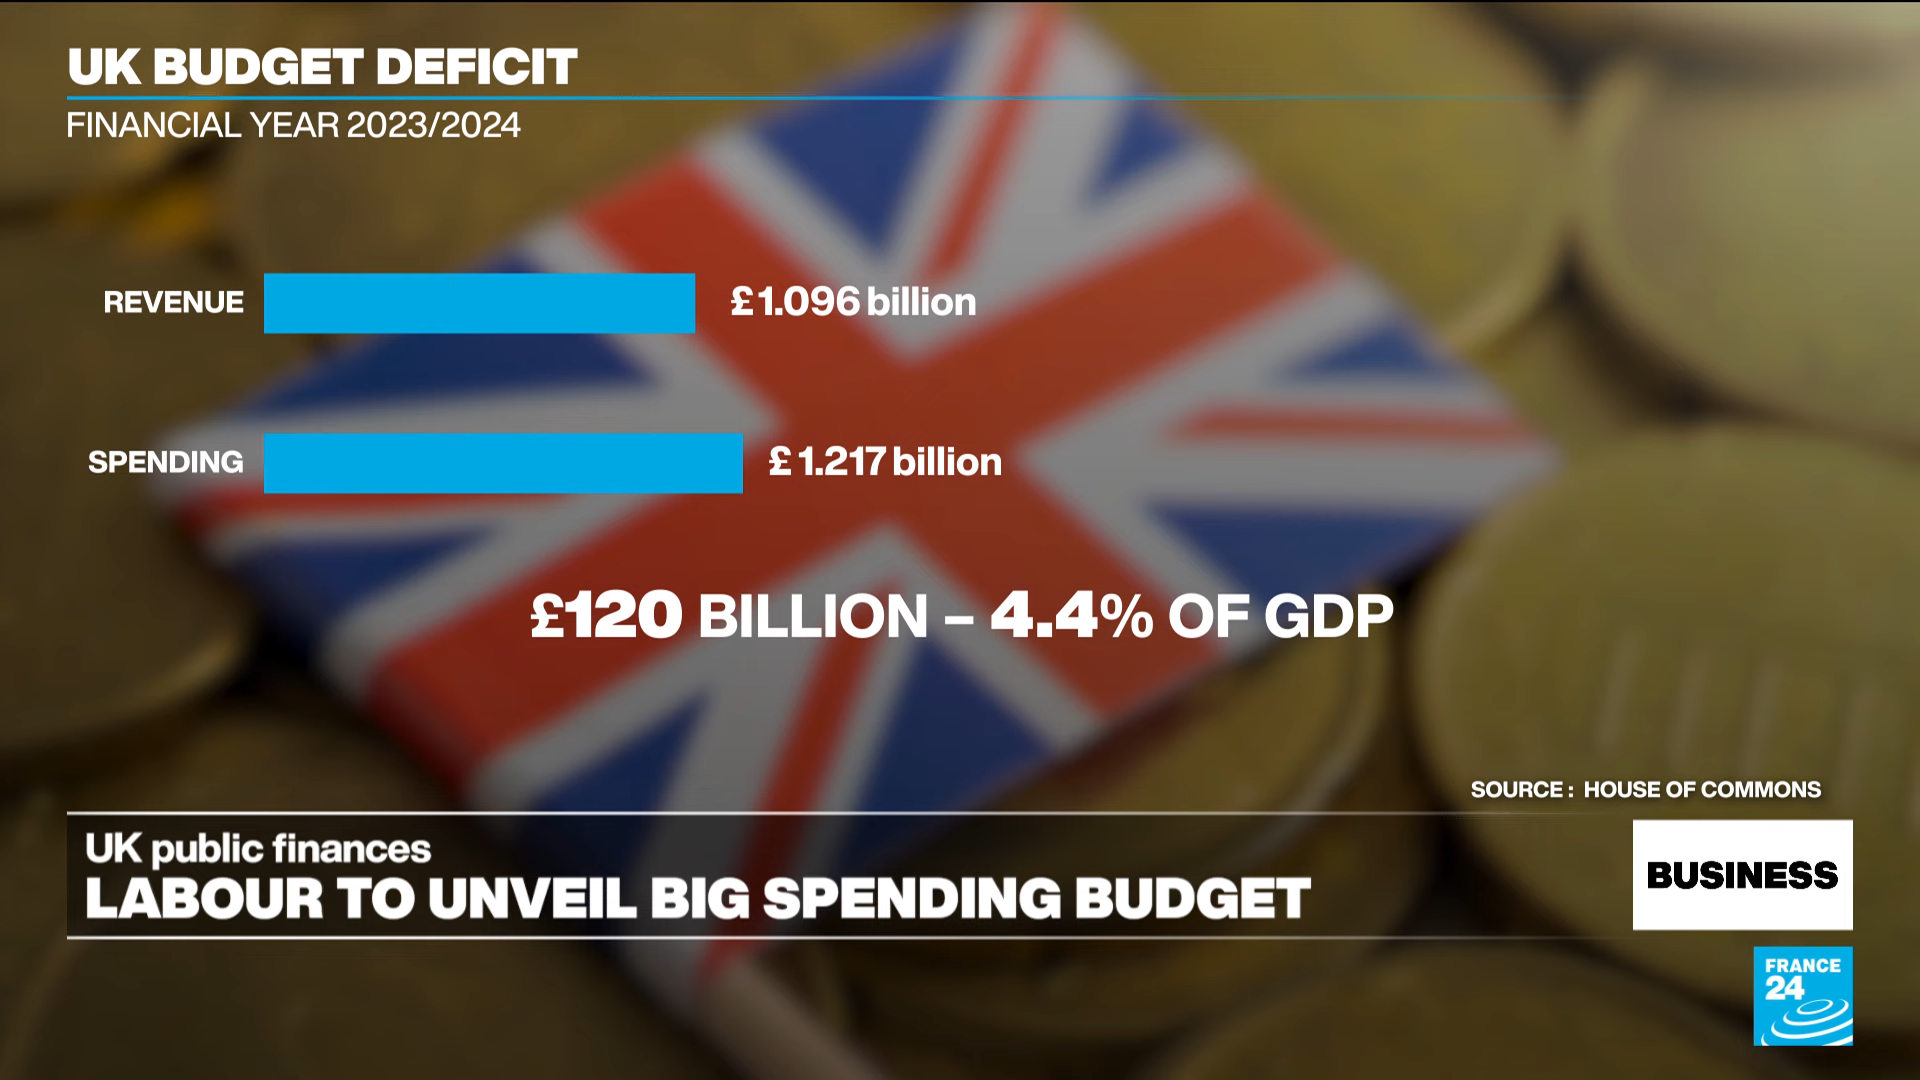 UK BUDGET DEFICIT
FINANCIAL YEAR 2023/2024
REVENUE £1.096 billion
SPENDING £1.217 billion
£120 BILLION – 4.4% OF GDP
SOURCE : HOUSE OF COMMONS
UK public finances
LABOUR TO UNVEIL BIG SPENDING BUDGET
BUSINESS
FRANCE
24